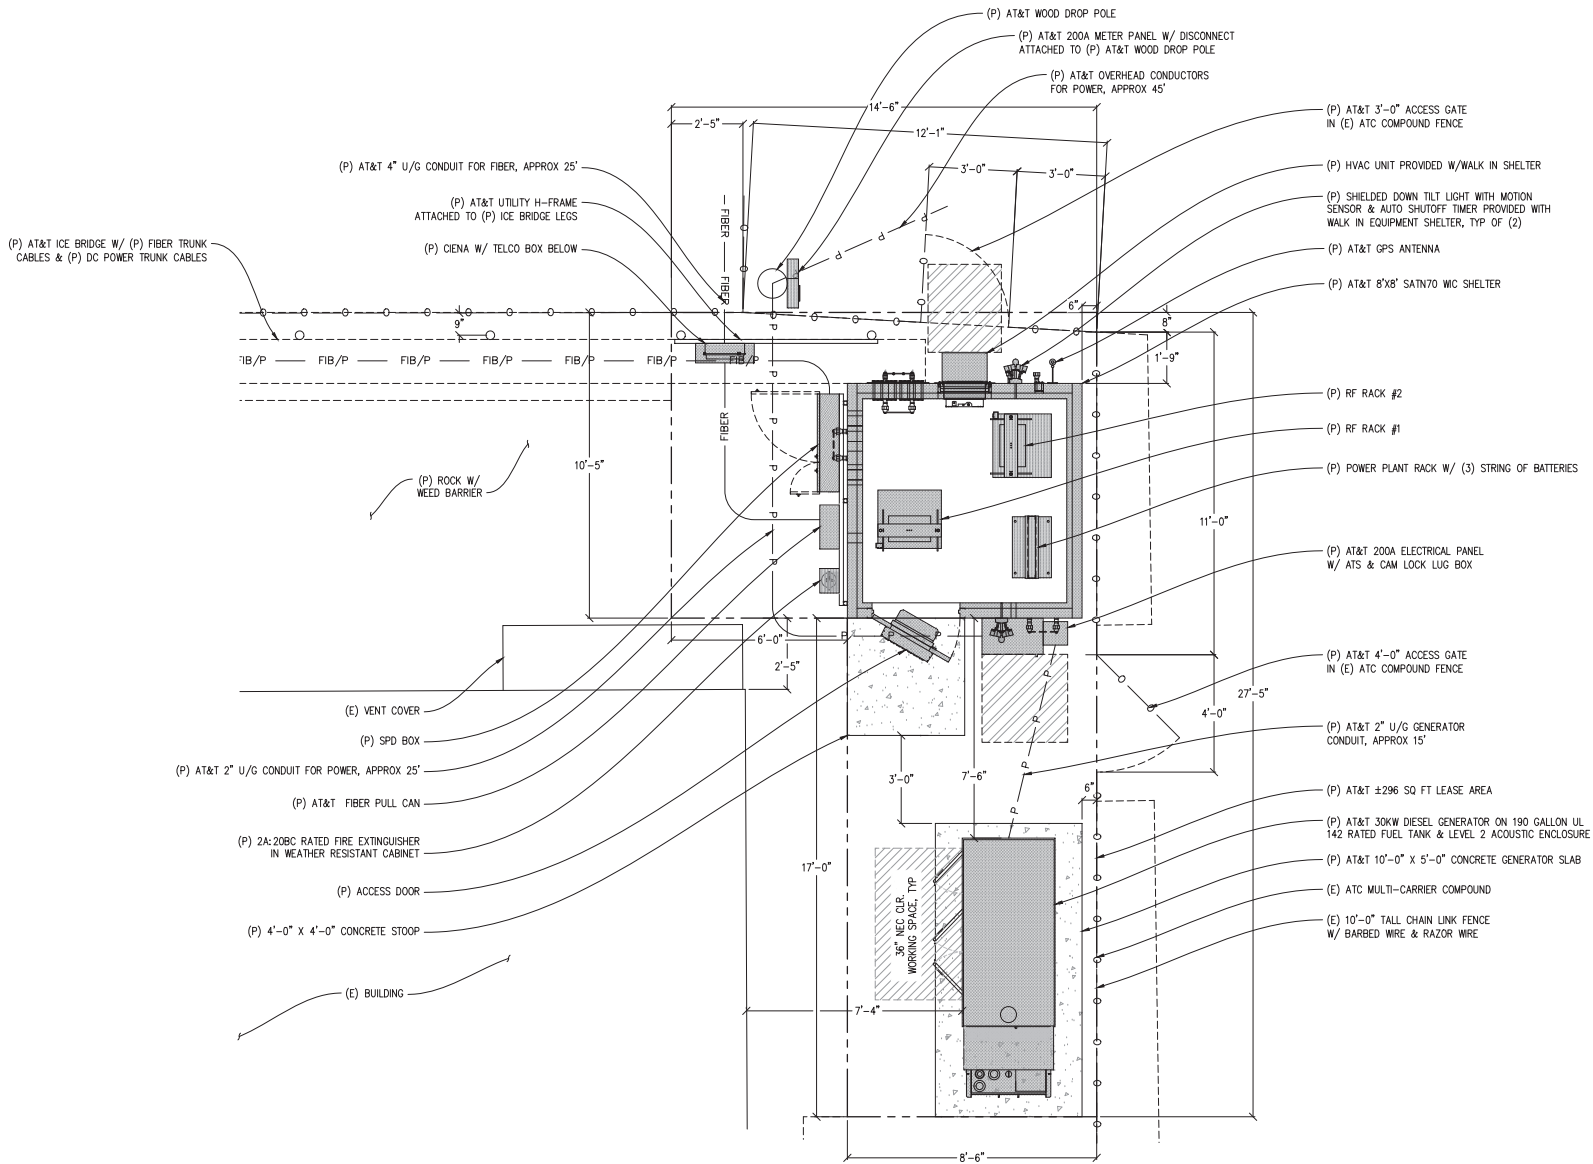 (P) AT&T WOOD DROP POLE
(P) AT&T 200A METER PANEL W/ DISCONNECT
ATTACHED TO (P) AT&T WOOD DROP POLE
(P) AT&T OVERHEAD CONDUCTORS
FOR POWER, APPROX 45'
14'-6"
2'-5"
12'-1"
3'-0"
3'-0"
(P) AT&T 3'-0" ACCESS GATE
IN (E) ATC COMPOUND FENCE
(P) HVAC UNIT PROVIDED W/WALK IN SHELTER
(P) SHIELDED DOWN TILT LIGHT WITH MOTION
SENSOR & AUTO SHUTOFF TIMER PROVIDED WITH
WALK IN EQUIPMENT SHELTER, TYP OF (2)
(P) AT&T GPS ANTENNA
(P) AT&T 8'X8' SATN70 WIC SHELTER
(P) AT&T 4" U/G CONDUIT FOR FIBER, APPROX 25'
(P) AT&T UTILITY H-FRAME
ATTACHED TO (P) ICE BRIDGE LEGS
(P) CIENA W/ TELCO BOX BELOW
(P) AT&T ICE BRIDGE W/ (P) FIBER TRUNK
CABLES & (P) DC POWER TRUNK CABLES
FIBER
FIBER
FIBER
P
P
P
9"
6"
8"
1'-9"
FIB/P
FIB/P
FIB/P
FIB/P
FIB/P
FIB/P
FIB/P
P
P
P
P
P
P
P
P
P
P
10'-5"
(P) ROCK W/
WEED BARRIER
(P) RF RACK #2
(P) RF RACK #1
(P) POWER PLANT RACK W/ (3) STRING OF BATTERIES
11'-0"
(P) AT&T 200A ELECTRICAL PANEL
W/ ATS & CAM LOCK LUG BOX
6'-0"
2'-5"
(P) AT&T 4'-0" ACCESS GATE
IN (E) ATC COMPOUND FENCE
27'-5"
4'-0"
(E) VENT COVER
(P) SPD BOX
(P) AT&T 2" U/G CONDUIT FOR POWER, APPROX 25'
(P) AT&T FIBER PULL CAN
(P) 2A:20BC RATED FIRE EXTINGUISHER
IN WEATHER RESISTANT CABINET
(P) ACCESS DOOR
(P) 4'-0" X 4'-0" CONCRETE STOOP
(E) BUILDING
3'-0"
7'-6"
P
P
P
P
6"
(P) AT&T 2" U/G GENERATOR
CONDUIT, APPROX 15'
(P) AT&T ±296 SQ FT LEASE AREA
(P) AT&T 30KW DIESEL GENERATOR ON 190 GALLON UL
142 RATED FUEL TANK & LEVEL 2 ACOUSTIC ENCLOSURE
(P) AT&T 10'-0" X 5'-0" CONCRETE GENERATOR SLAB
(E) ATC MULTI-CARRIER COMPOUND
(E) 10'-0" TALL CHAIN LINK FENCE
W/ BARBED WIRE & RAZOR WIRE
17'-0"
36" NEC CLR.
WORKING SPACE, TYP
7'-4"
8'-6"